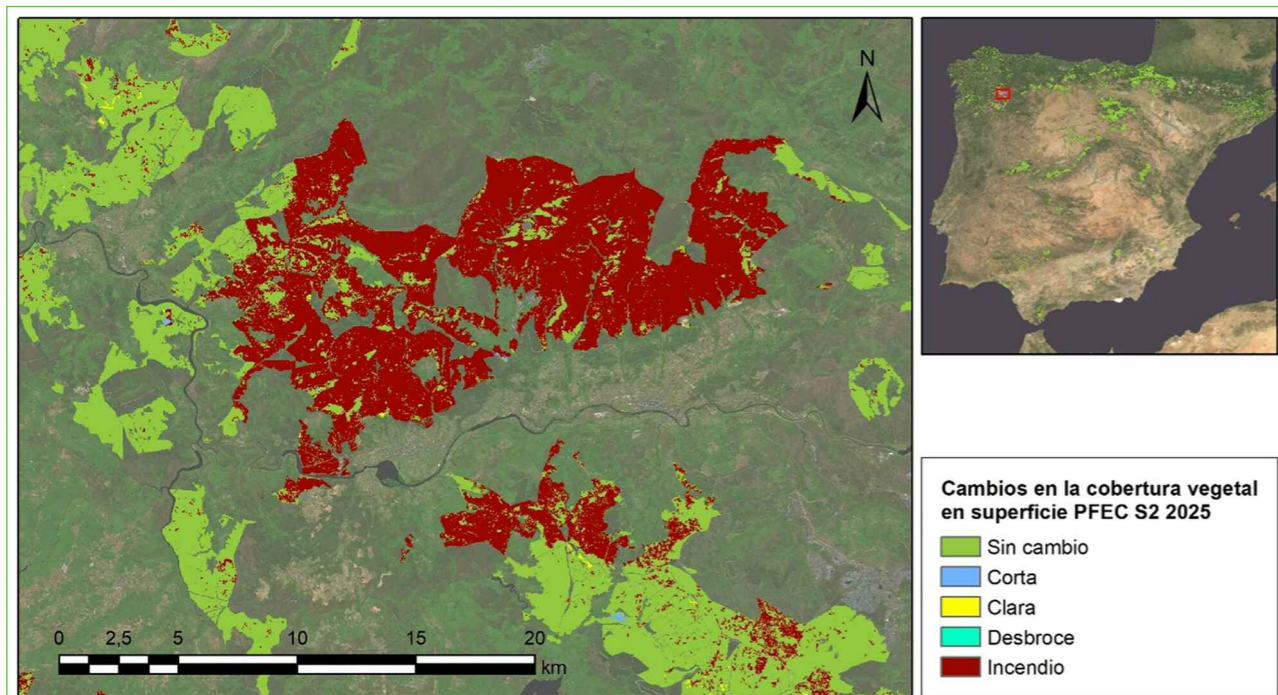 N
0 2,5 5 10 15 20
km
Cambios en la cobertura vegetal
en superficie PFEC S2 2025
Sin cambio
Corta
Clara
Desbroce
Incendio